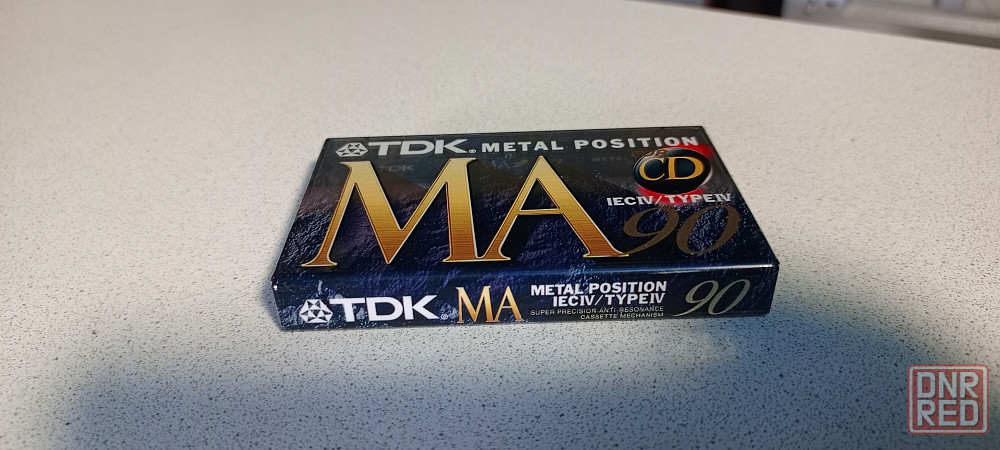 TDK® METAL POSITION
MA
CD
IECIV/TYPEIV
90
TDK® MA
METAL POSITION
IECIV/TYPEIV
SUPER PRECISION ANTI-RESONANCE
CASSETTE MECHANISM
90
DNR
RED